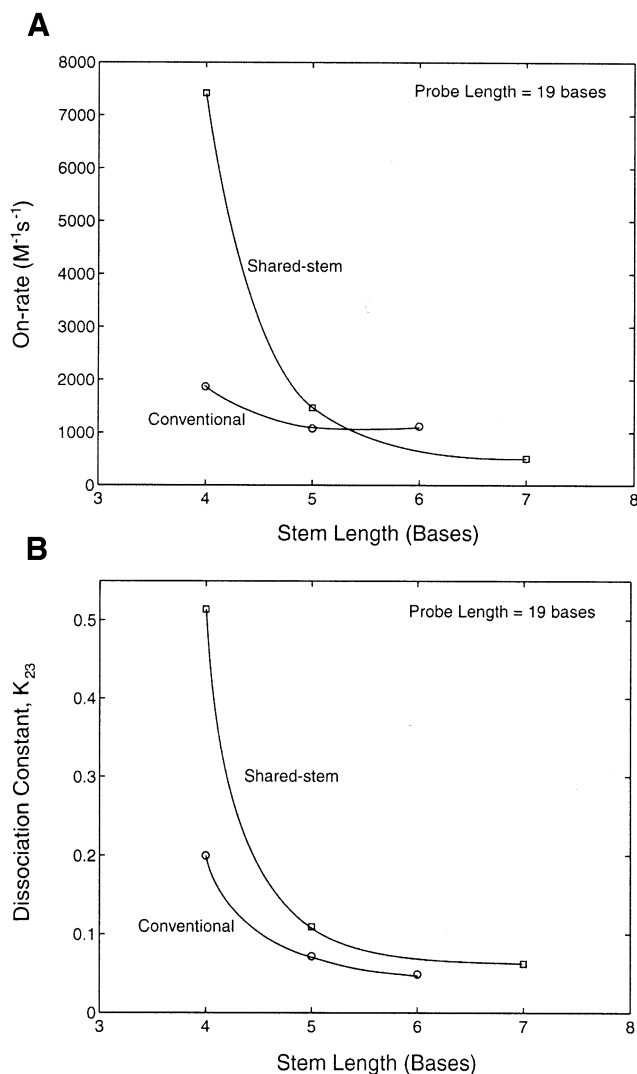 A
8000
Probe Length = 19 bases
7000
6000
5000
On-rate (M⁻¹s⁻¹)
Shared-stem
4000
3000
2000
Conventional
1000
0
3 4 5 6 7 8
Stem Length (Bases)
B
Probe Length = 19 bases
0.5
0.4
Dissociation Constant, K₂₃
0.3
Shared-stem
0.2
Conventional
0.1
0
3 4 5 6 7 8
Stem Length (Bases)